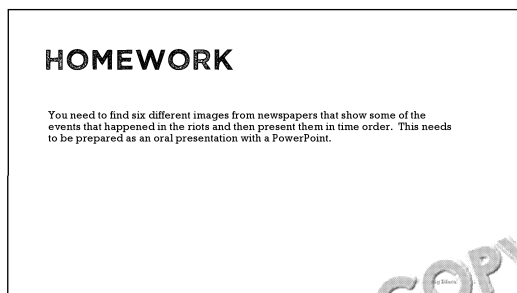 HOMEWORK
You need to find six different images from newspapers that show some of the
events that happened in the riots and then present them in time order. This needs
to be prepared as an oral presentation with a PowerPoint.
COPY